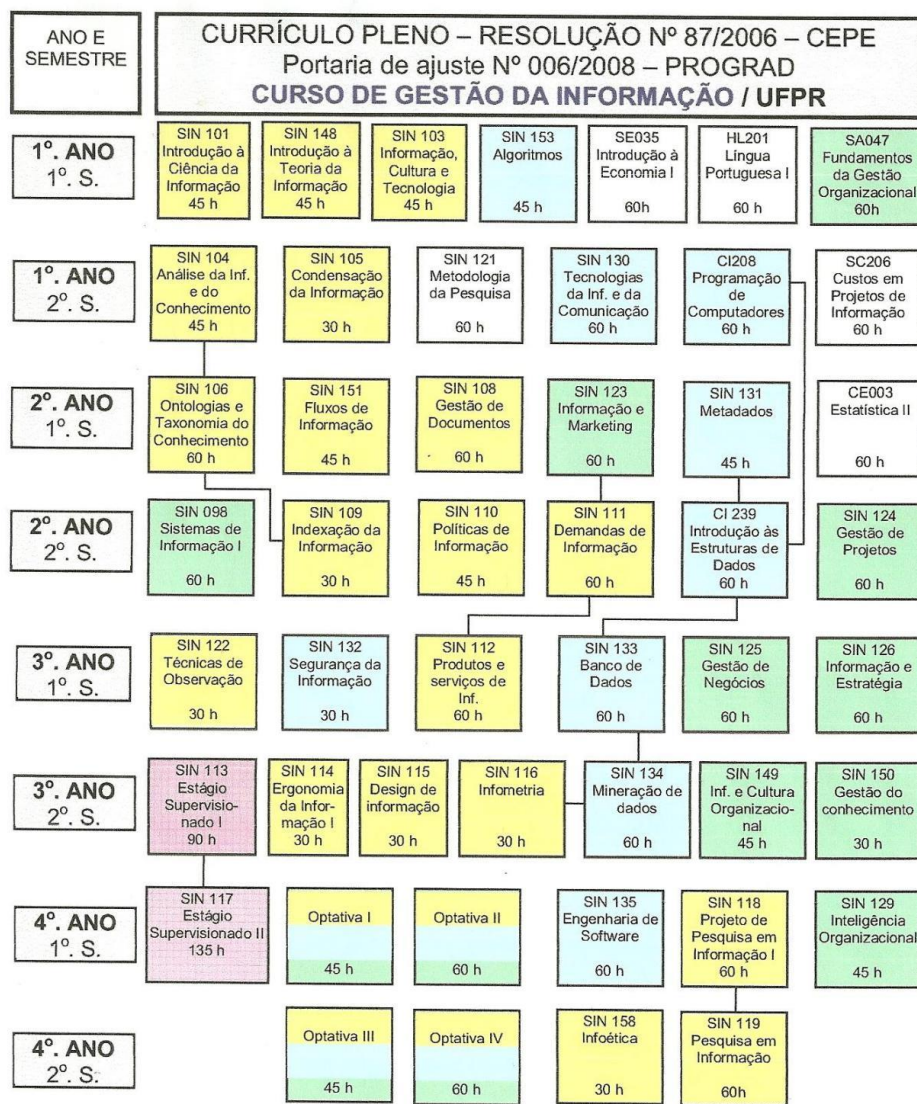 ANO E
SEMESTRE
CURRÍCULO PLENO – RESOLUÇÃO Nº 87/2006 – CEPE
Portaria de ajuste Nº 006/2008 – PROGRAD
CURSO DE GESTÃO DA INFORMAÇÃO / UFPR
1º. ANO
1º. S.
SIN 101
Introdução à
Ciência da
Informação
45 h
SIN 148
Introdução à
Teoria da
Informação
45 h
SIN 103
Informação,
Cultura e
Tecnologia
45 h
SIN 153
Algoritmos
45 h
SE035
Introdução à
Economia I
60h
HL201
Língua
Portuguesa I
60 h
SA047
Fundamentos
da Gestão
Organizacional
60h
1º. ANO
2º. S.
SIN 104
Análise da Inf.
e do
Conhecimento
45 h
SIN 105
Condensação
da Informação
30 h
SIN 121
Metodologia
da Pesquisa
60 h
SIN 130
Tecnologias
da Inf. e da
Comunicação
60 h
CI208
Programação
de
Computadores
60 h
SC206
Custos em
Projetos de
Informação
60 h
2º. ANO
1º. S.
SIN 106
Ontologias e
Taxonomia do
Conhecimento
60 h
SIN 151
Fluxos de
Informação
45 h
SIN 108
Gestão de
Documentos
60 h
SIN 123
Informação e
Marketing
60 h
SIN 131
Metadados
45 h
CE003
Estatística II
60 h
2º. ANO
2º. S.
SIN 098
Sistemas de
Informação I
60 h
SIN 109
Indexação da
Informação
30 h
SIN 110
Políticas de
Informação
45 h
SIN 111
Demandas de
Informação
60 h
CI 239
Introdução às
Estruturas de
Dados
60 h
SIN 124
Gestão de
Projetos
60 h
3º. ANO
1º. S.
SIN 122
Técnicas de
Observação
30 h
SIN 132
Segurança da
Informação
30 h
SIN 112
Produtos e
serviços de
Inf.
60 h
SIN 133
Banco de
Dados
60 h
SIN 125
Gestão de
Negócios
60 h
SIN 126
Informação e
Estratégia
60 h
3º. ANO
2º. S.
SIN 113
Estágio
Supervisio-
nado I
90 h
SIN 114
Ergonomia
da Infor-
mação I
30 h
SIN 115
Design de
informação
30 h
SIN 116
Infometria
30 h
SIN 134
Mineração de
dados
60 h
SIN 149
Inf. e Cultura
Organizacio-
nal
45 h
SIN 150
Gestão do
conhecimento
30 h
4º. ANO
1º. S.
SIN 117
Estágio
Supervisionado II
135 h
Optativa I
45 h
Optativa II
60 h
SIN 135
Engenharia de
Software
60 h
SIN 118
Projeto de
Pesquisa em
Informação I
60 h
SIN 129
Inteligência
Organizacional
45 h
4º. ANO
2º. S.
Optativa III
45 h
Optativa IV
60 h
SIN 158
Infoética
30 h
SIN 119
Pesquisa em
Informação
60h